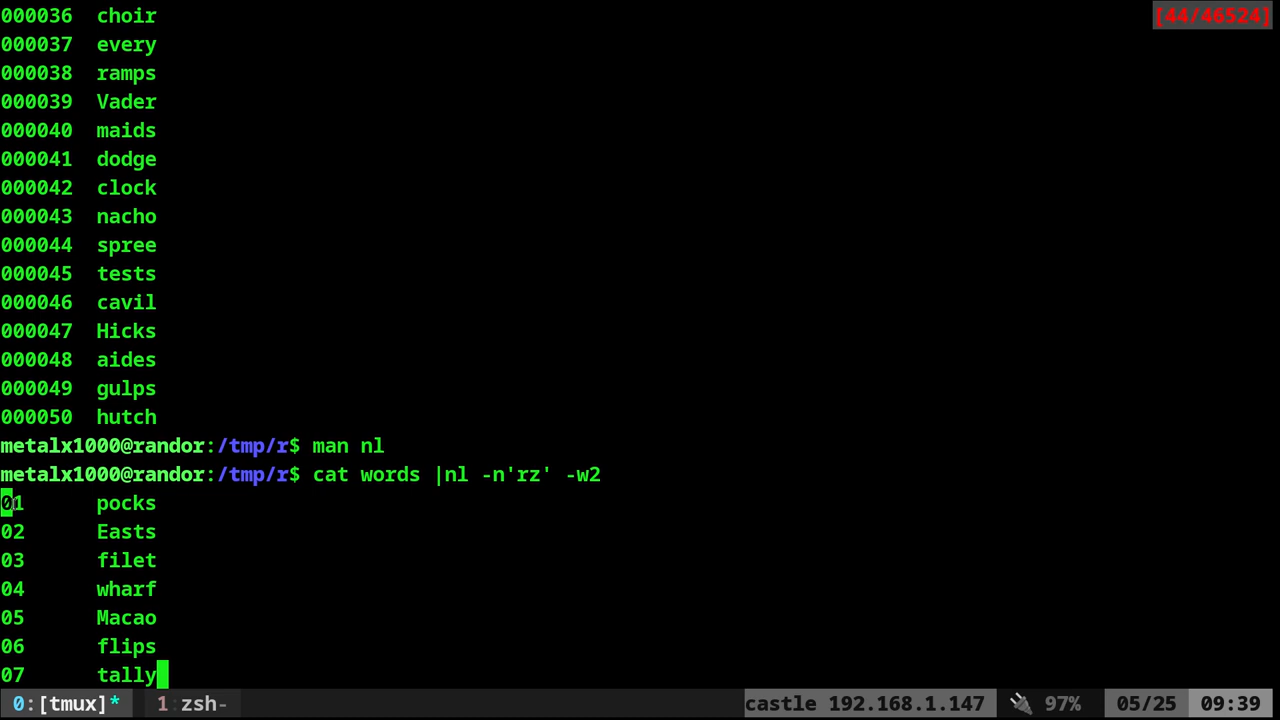 000036  choir
[44/46524]
000037  every
000038  ramps
000039  Vader
000040  maids
000041  dodge
000042  clock
000043  nacho
000044  spree
000045  tests
000046  cavil
000047  Hicks
000048  aides
000049  gulps
000050  hutch
metalx1000@randor:/tmp/r$ man nl
metalx1000@randor:/tmp/r$ cat words |nl -n'rz' -w2
01      pocks
02      Easts
03      filet
04      wharf
05      Macao
06      flips
07      tally
0:[tmux]* 1:zsh- castle 192.168.1.147 97% 05/25 09:39